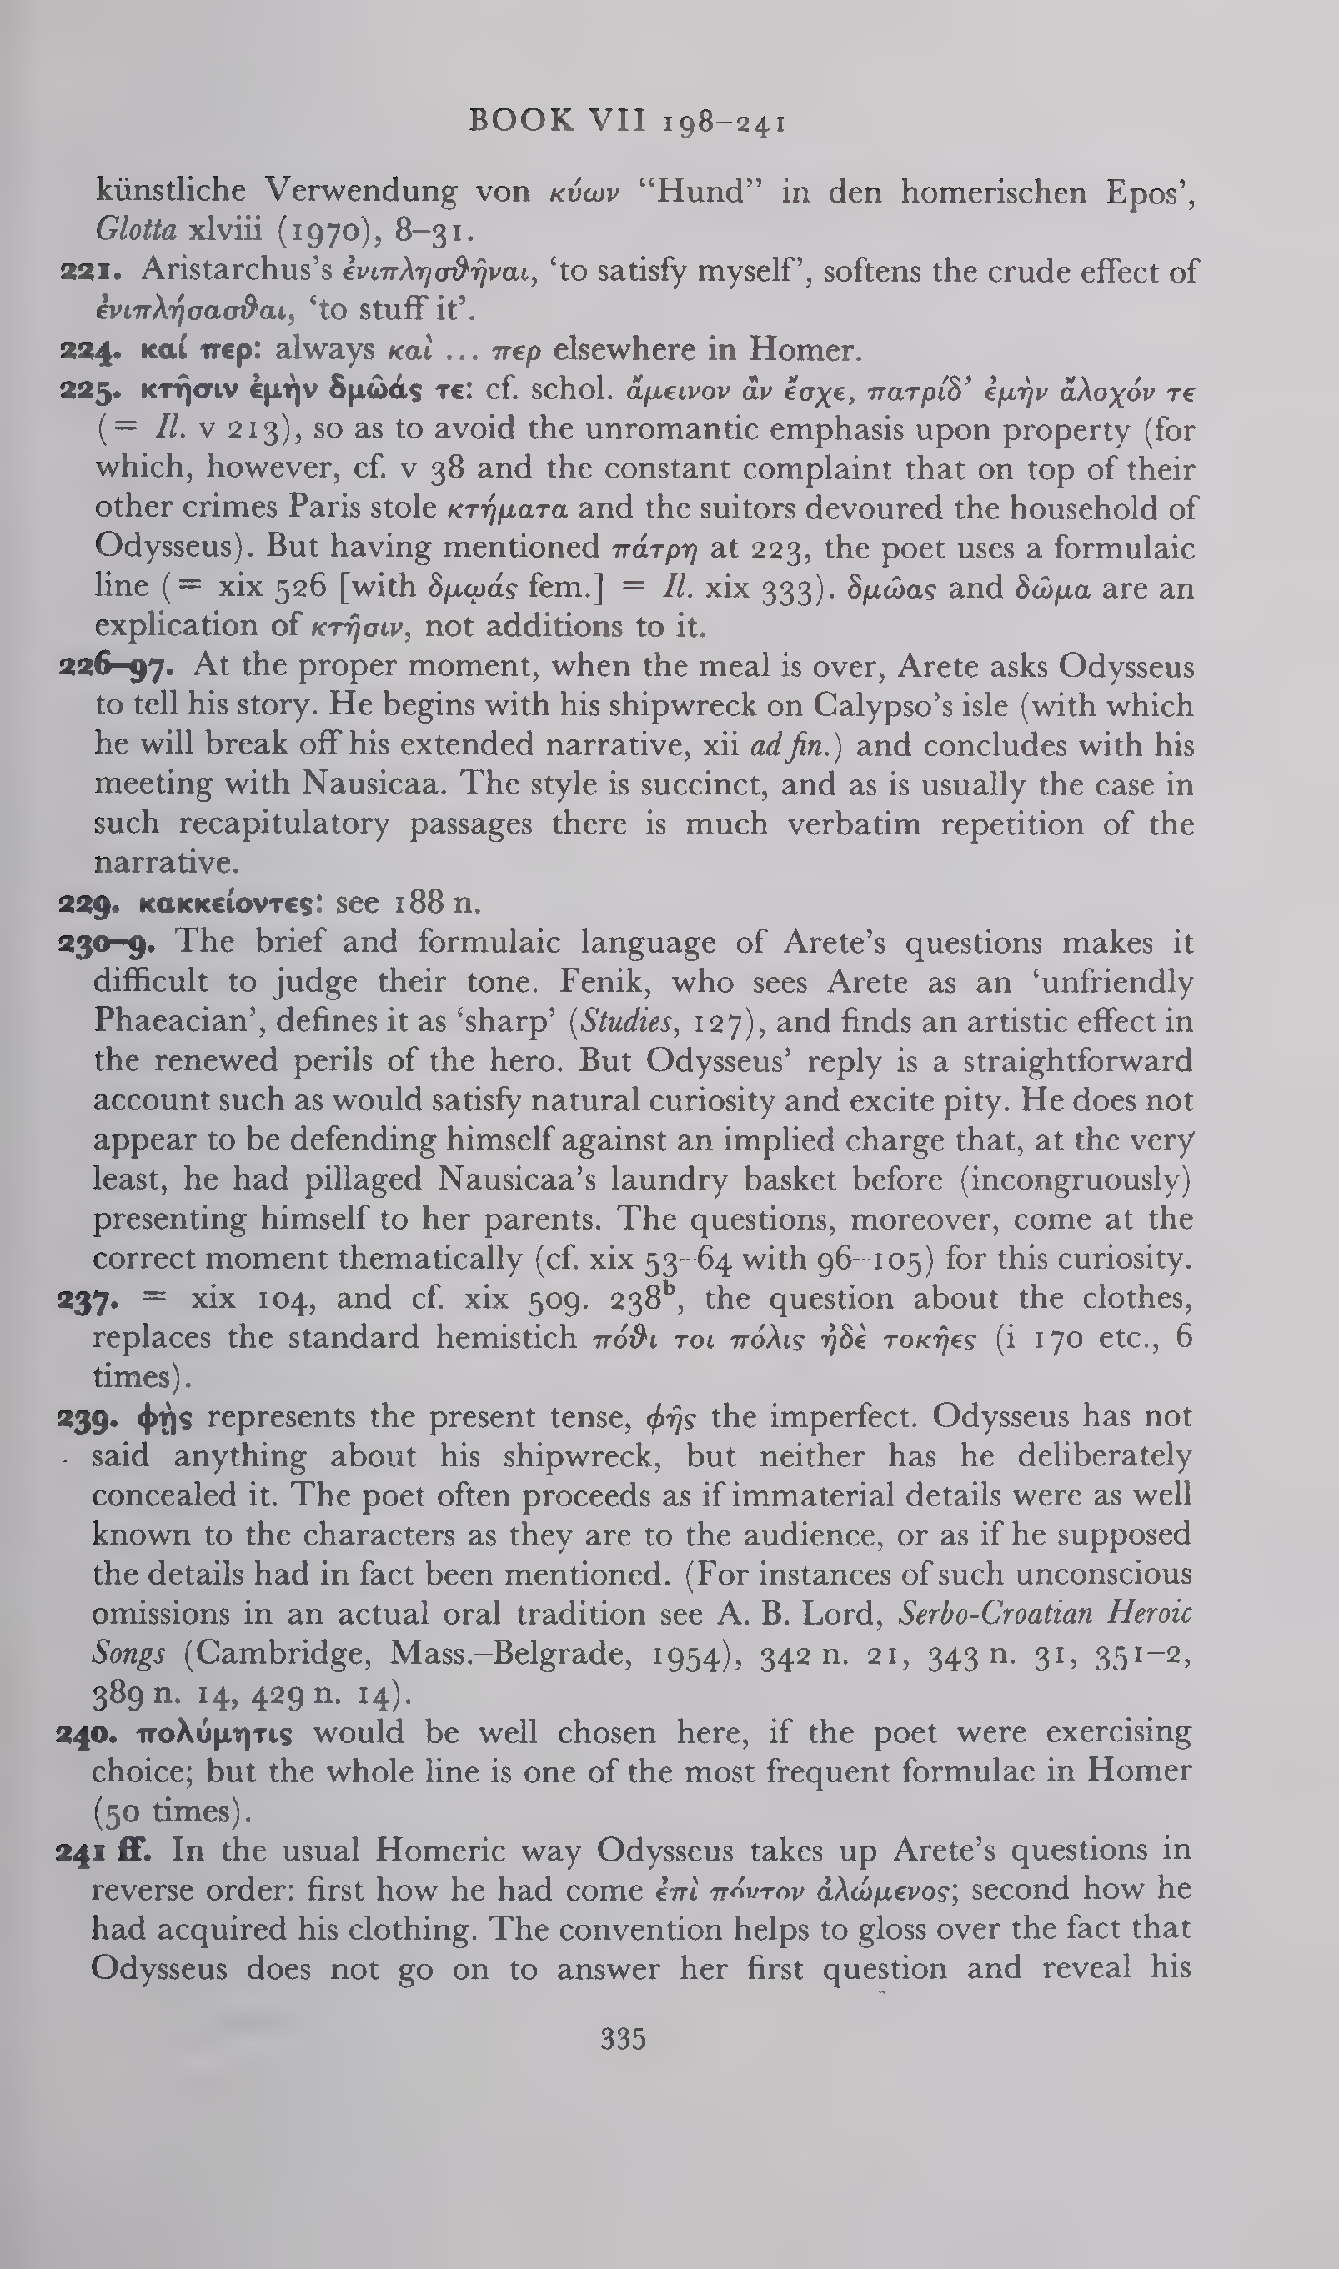 BOOK VII 198–241
künstliche Verwendung von κύων “Hund” in den homerischen Epos’,
Glotta xlviii (1970), 8–31.
221. Aristarchus’s ἐνιπλησϑῆναι, ‘to satisfy myself’, softens the crude effect of
ἐνιπλήσασϑαι, ‘to stuff it’.
224. καί περ: always καὶ ... περ elsewhere in Homer.
225. κτῆσιν ἐμὴν δμῶάς τε: cf. schol. ἄμεινον ἂν ἔσχε, πατρίδ’ ἐμὴν ἄλοχόν τε
(= Il. v 213), so as to avoid the unromantic emphasis upon property (for
which, however, cf. v 38 and the constant complaint that on top of their
other crimes Paris stole κτήματα and the suitors devoured the household of
Odysseus). But having mentioned πάτρη at 223, the poet uses a formulaic
line (= xix 526 [with δμῳάς fem.] = Il. xix 333). δμῶας and δῶμα are an
explication of κτῆσιν, not additions to it.
226–97. At the proper moment, when the meal is over, Arete asks Odysseus
to tell his story. He begins with his shipwreck on Calypso’s isle (with which
he will break off his extended narrative, xii ad fin.) and concludes with his
meeting with Nausicaa. The style is succinct, and as is usually the case in
such recapitulatory passages there is much verbatim repetition of the
narrative.
229. κακκείοντες: see 188 n.
230–9. The brief and formulaic language of Arete’s questions makes it
difficult to judge their tone. Fenik, who sees Arete as an ‘unfriendly
Phaeacian’, defines it as ‘sharp’ (Studies, 127), and finds an artistic effect in
the renewed perils of the hero. But Odysseus’ reply is a straightforward
account such as would satisfy natural curiosity and excite pity. He does not
appear to be defending himself against an implied charge that, at the very
least, he had pillaged Nausicaa’s laundry basket before (incongruously)
presenting himself to her parents. The questions, moreover, come at the
correct moment thematically (cf. xix 53–64 with 96–105) for this curiosity.
237. = xix 104, and cf. xix 509. 238ᵇ, the question about the clothes,
replaces the standard hemistich πόϑι τοι πόλις ἠδὲ τοκῆες (i 170 etc., 6
times).
239. φῄς represents the present tense, φῆς the imperfect. Odysseus has not
said anything about his shipwreck, but neither has he deliberately
concealed it. The poet often proceeds as if immaterial details were as well
known to the characters as they are to the audience, or as if he supposed
the details had in fact been mentioned. (For instances of such unconscious
omissions in an actual oral tradition see A. B. Lord, Serbo-Croatian Heroic
Songs (Cambridge, Mass.–Belgrade, 1954), 342 n. 21, 343 n. 31, 351–2,
389 n. 14, 429 n. 14).
240. πολύμητις would be well chosen here, if the poet were exercising
choice; but the whole line is one of the most frequent formulae in Homer
(50 times).
241 ff. In the usual Homeric way Odysseus takes up Arete’s questions in
reverse order: first how he had come ἐπὶ πόντον ἀλώμενος; second how he
had acquired his clothing. The convention helps to gloss over the fact that
Odysseus does not go on to answer her first question and reveal his
335